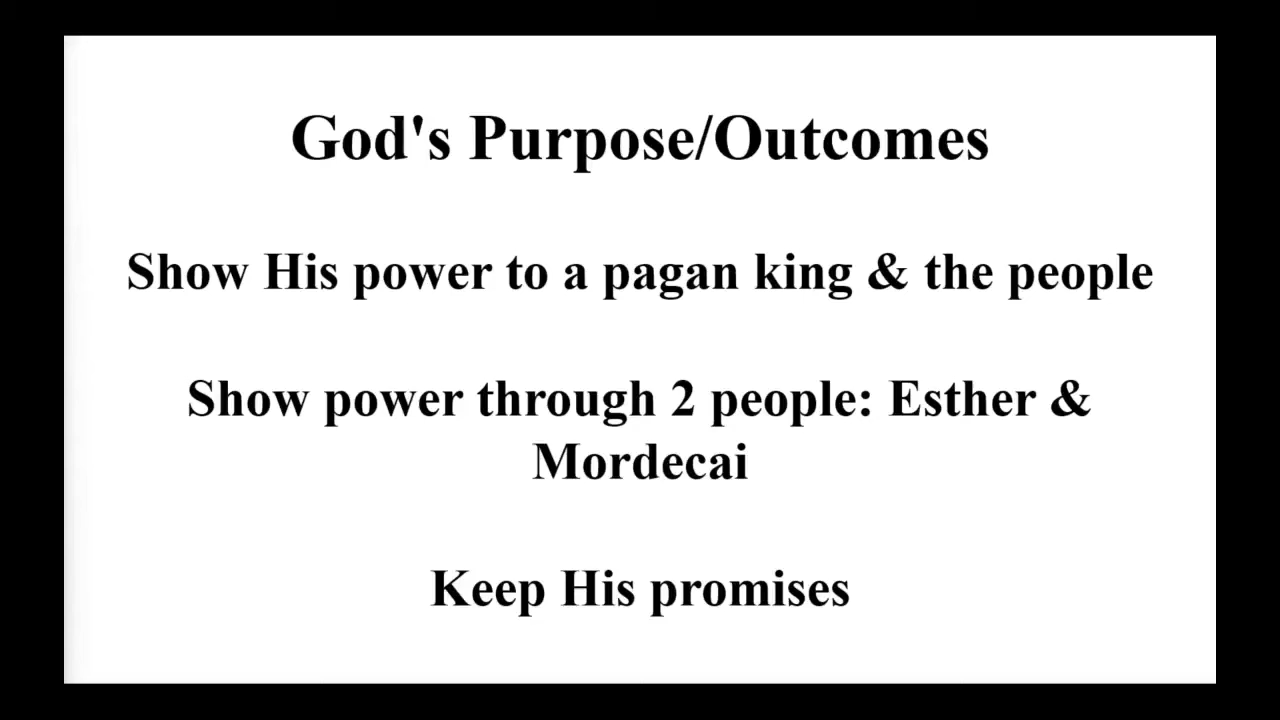 God's Purpose/Outcomes
Show His power to a pagan king & the people
Show power through 2 people: Esther &
Mordecai
Keep His promises